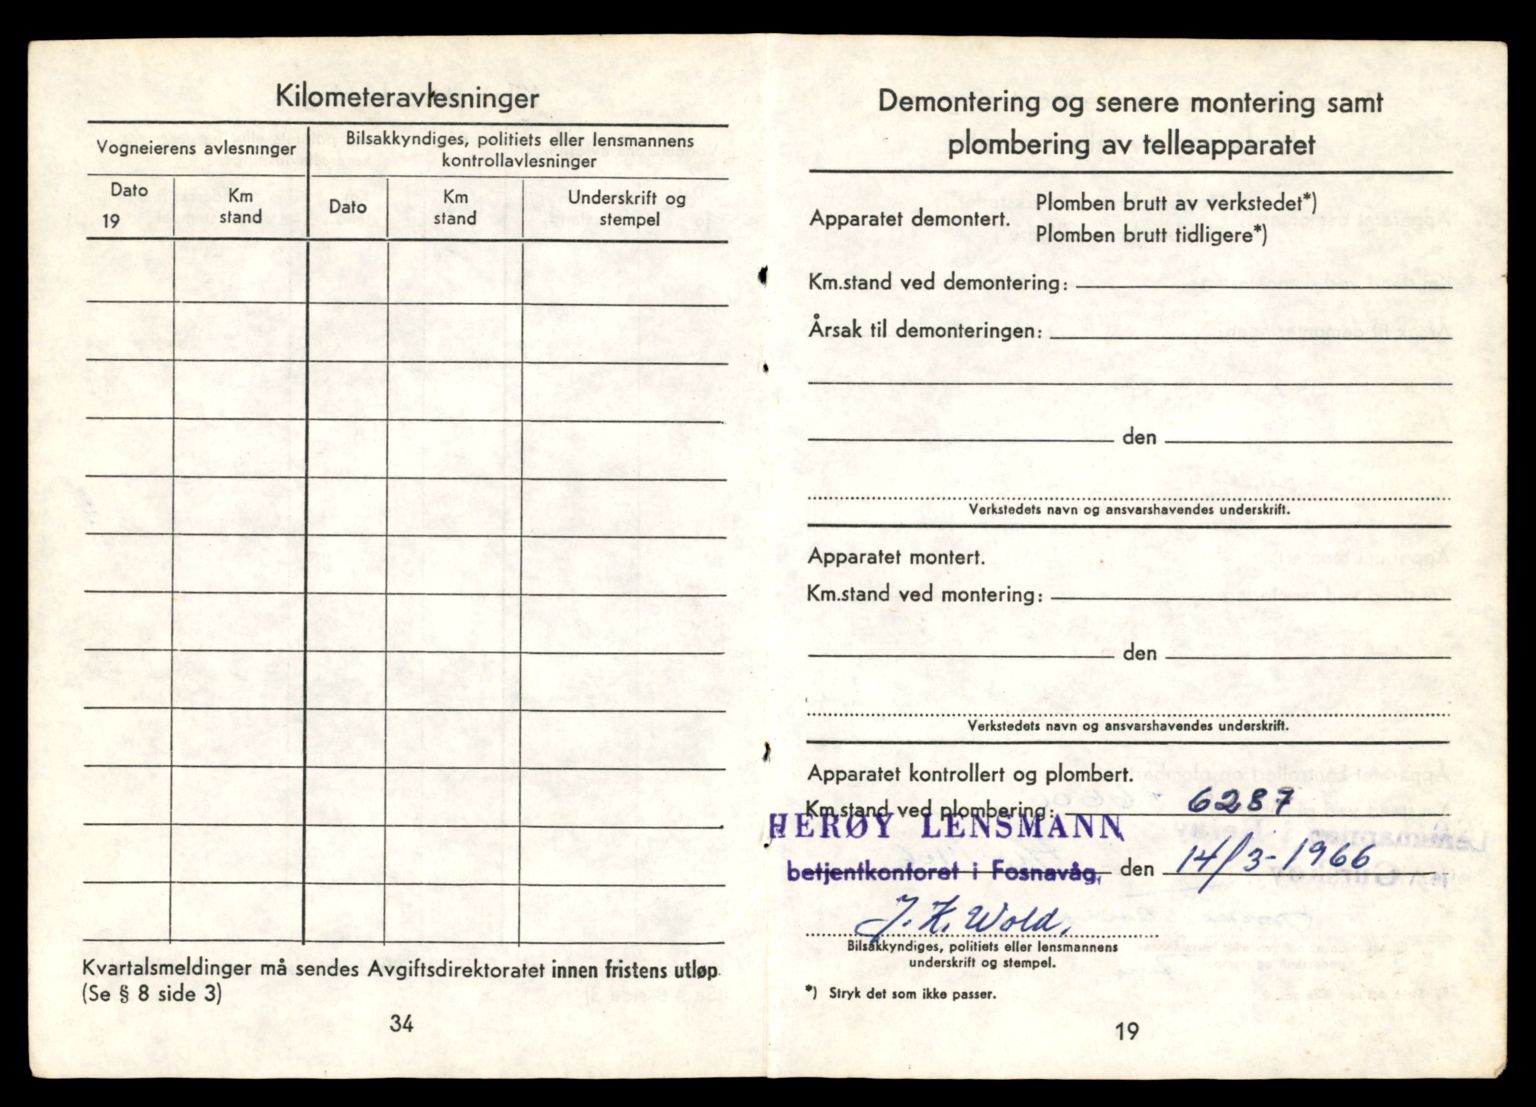 Kilometeravlesninger
Vogneierens avlesninger
Bilsakkyndiges, politiets eller lensmannens
kontrollavlesninger
Dato
19
Km
stand
Dato
Km
stand
Underskrift og
stempel
Kvartalsmeldinger må sendes Avgiftsdirektoratet innen fristens utløp
(Se § 8 side 3)
34
Demontering og senere montering samt
plombering av telleapparatet
Apparatet demontert.
Plomben brutt av verkstedet*)
Plomben brutt tidligere*)
Km.stand ved demontering:
Årsak til demonteringen:
den
Verkstedets navn og ansvarshavendes underskrift.
Apparatet montert.
Km.stand ved montering:
den
Verkstedets navn og ansvarshavendes underskrift.
Apparatet kontrollert og plombert.
Km.stand ved plombering: 6287
HERØY LENSMANN
betjentkontoret i Fosnavåg, den 14/3-1966
J. K. Wold.
Bilsakkyndiges, politiets eller lensmannens
underskrift og stempel.
*) Stryk det som ikke passer.
19